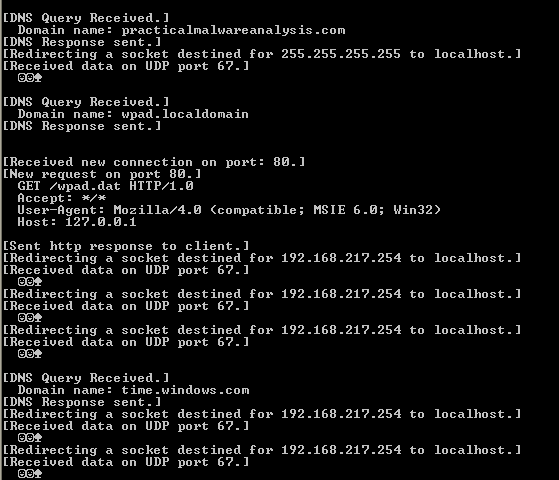 [DNS Query Received.]
Domain name: practicalmalwareanalysis.com
[DNS Response sent.]
[Redirecting a socket destined for 255.255.255.255 to localhost.]
[Received data on UDP port 67.]
☺☺♠
[DNS Query Received.]
Domain name: wpad.localdomain
[DNS Response sent.]
[Received new connection on port: 80.]
[New request on port 80.]
GET /wpad.dat HTTP/1.0
Accept: */*
User-Agent: Mozilla/4.0 (compatible; MSIE 6.0; Win32)
Host: 127.0.0.1
[Sent http response to client.]
[Redirecting a socket destined for 192.168.217.254 to localhost.]
[Received data on UDP port 67.]
☺☺♠
[Redirecting a socket destined for 192.168.217.254 to localhost.]
[Received data on UDP port 67.]
☺☺♠
[Redirecting a socket destined for 192.168.217.254 to localhost.]
[Received data on UDP port 67.]
☺☺♠
[DNS Query Received.]
Domain name: time.windows.com
[DNS Response sent.]
[Redirecting a socket destined for 192.168.217.254 to localhost.]
[Received data on UDP port 67.]
☺☺♠
[Redirecting a socket destined for 192.168.217.254 to localhost.]
[Received data on UDP port 67.]
☺☺♠